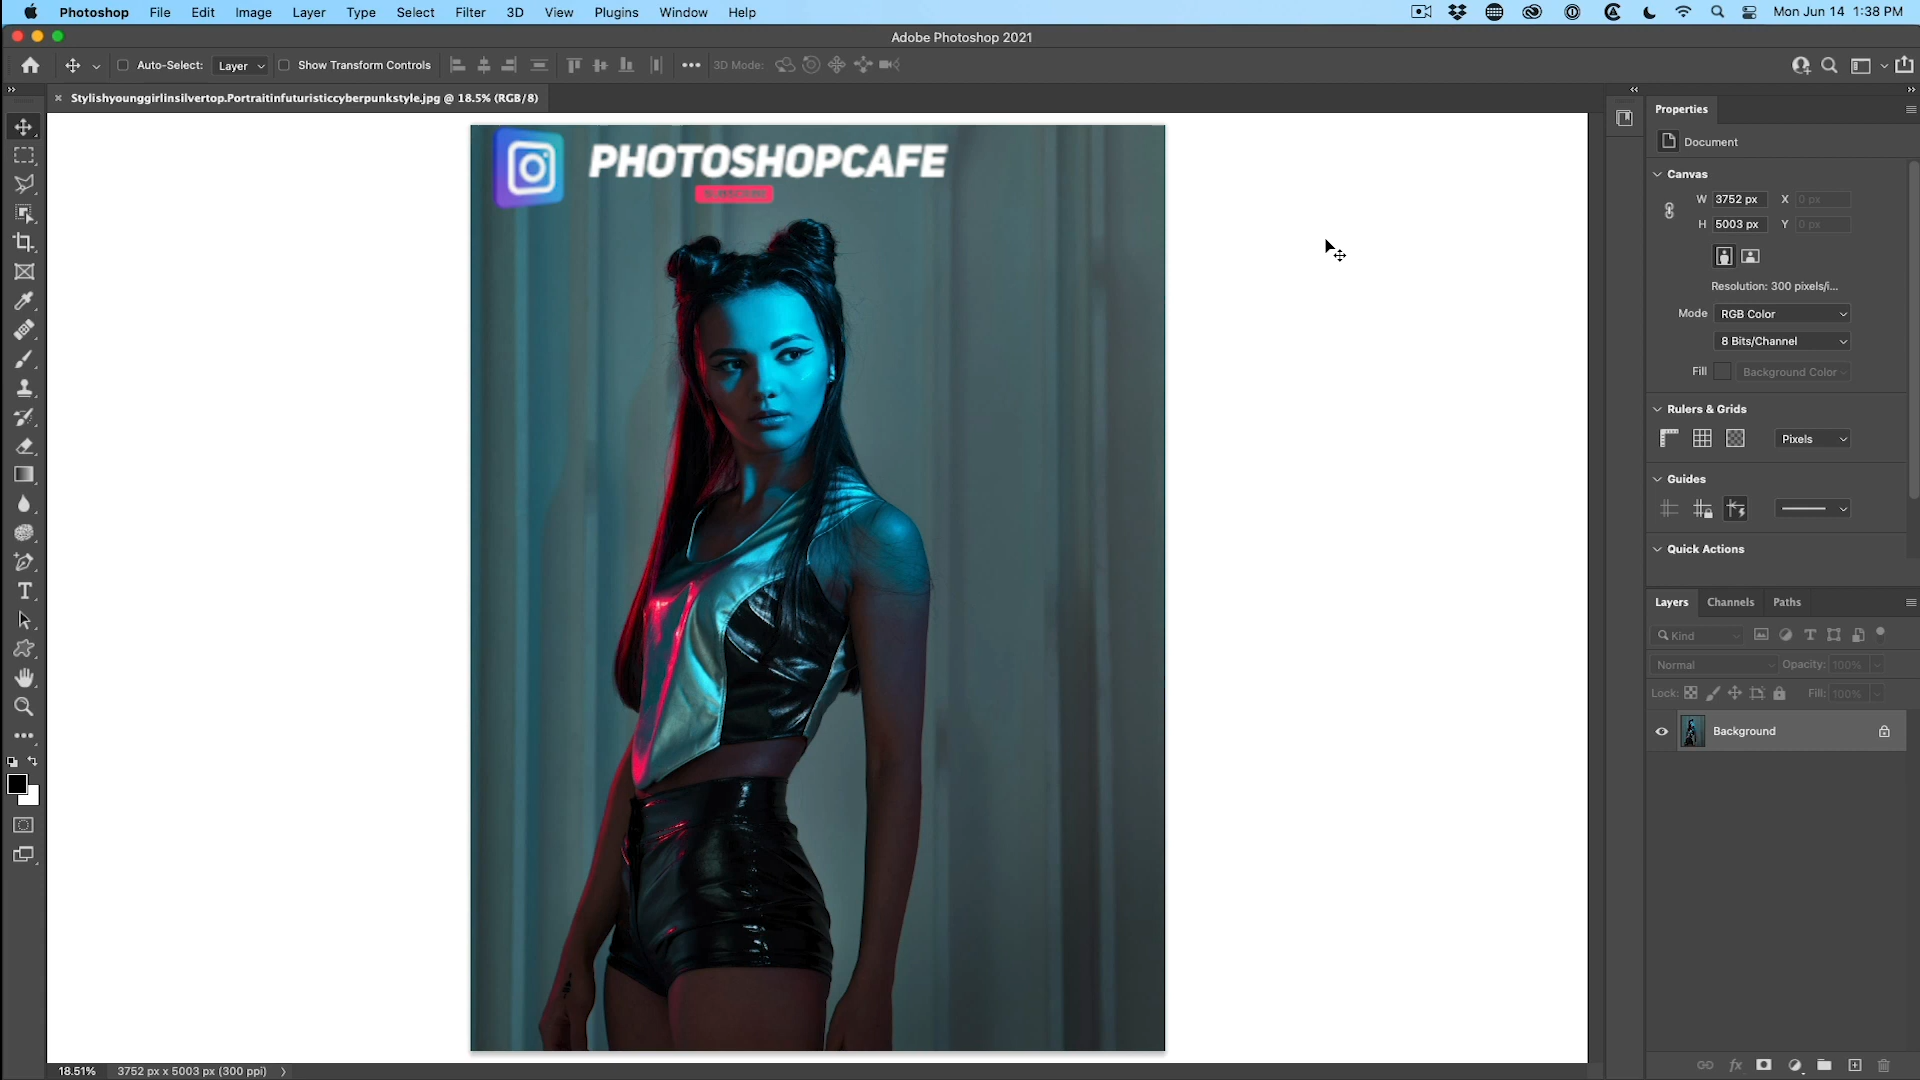 Photoshop File Edit Image Layer Type Select Filter 3D View Plugins Window Help Mon Jun 14 1:38 PM
Adobe Photoshop 2021
Auto-Select: Layer Show Transform Controls 3D Mode:
Stylishyounggirlinsilvertop.Portraitinfuturisticcyberpunkstyle.jpg @ 18.5% (RGB/8)
Properties
Document
Canvas
W 3752 px X 0 px
H 5003 px Y 0 px
Resolution: 300 pixels/i...
Mode RGB Color
8 Bits/Channel
Fill Background Color
Rulers & Grids
Pixels
Guides
Quick Actions
Layers Channels Paths
Kind
Normal Opacity: 100%
Lock: Fill: 100%
Background
PHOTOSHOPCAFE
18.51% 3752 px x 5003 px (300 ppi)